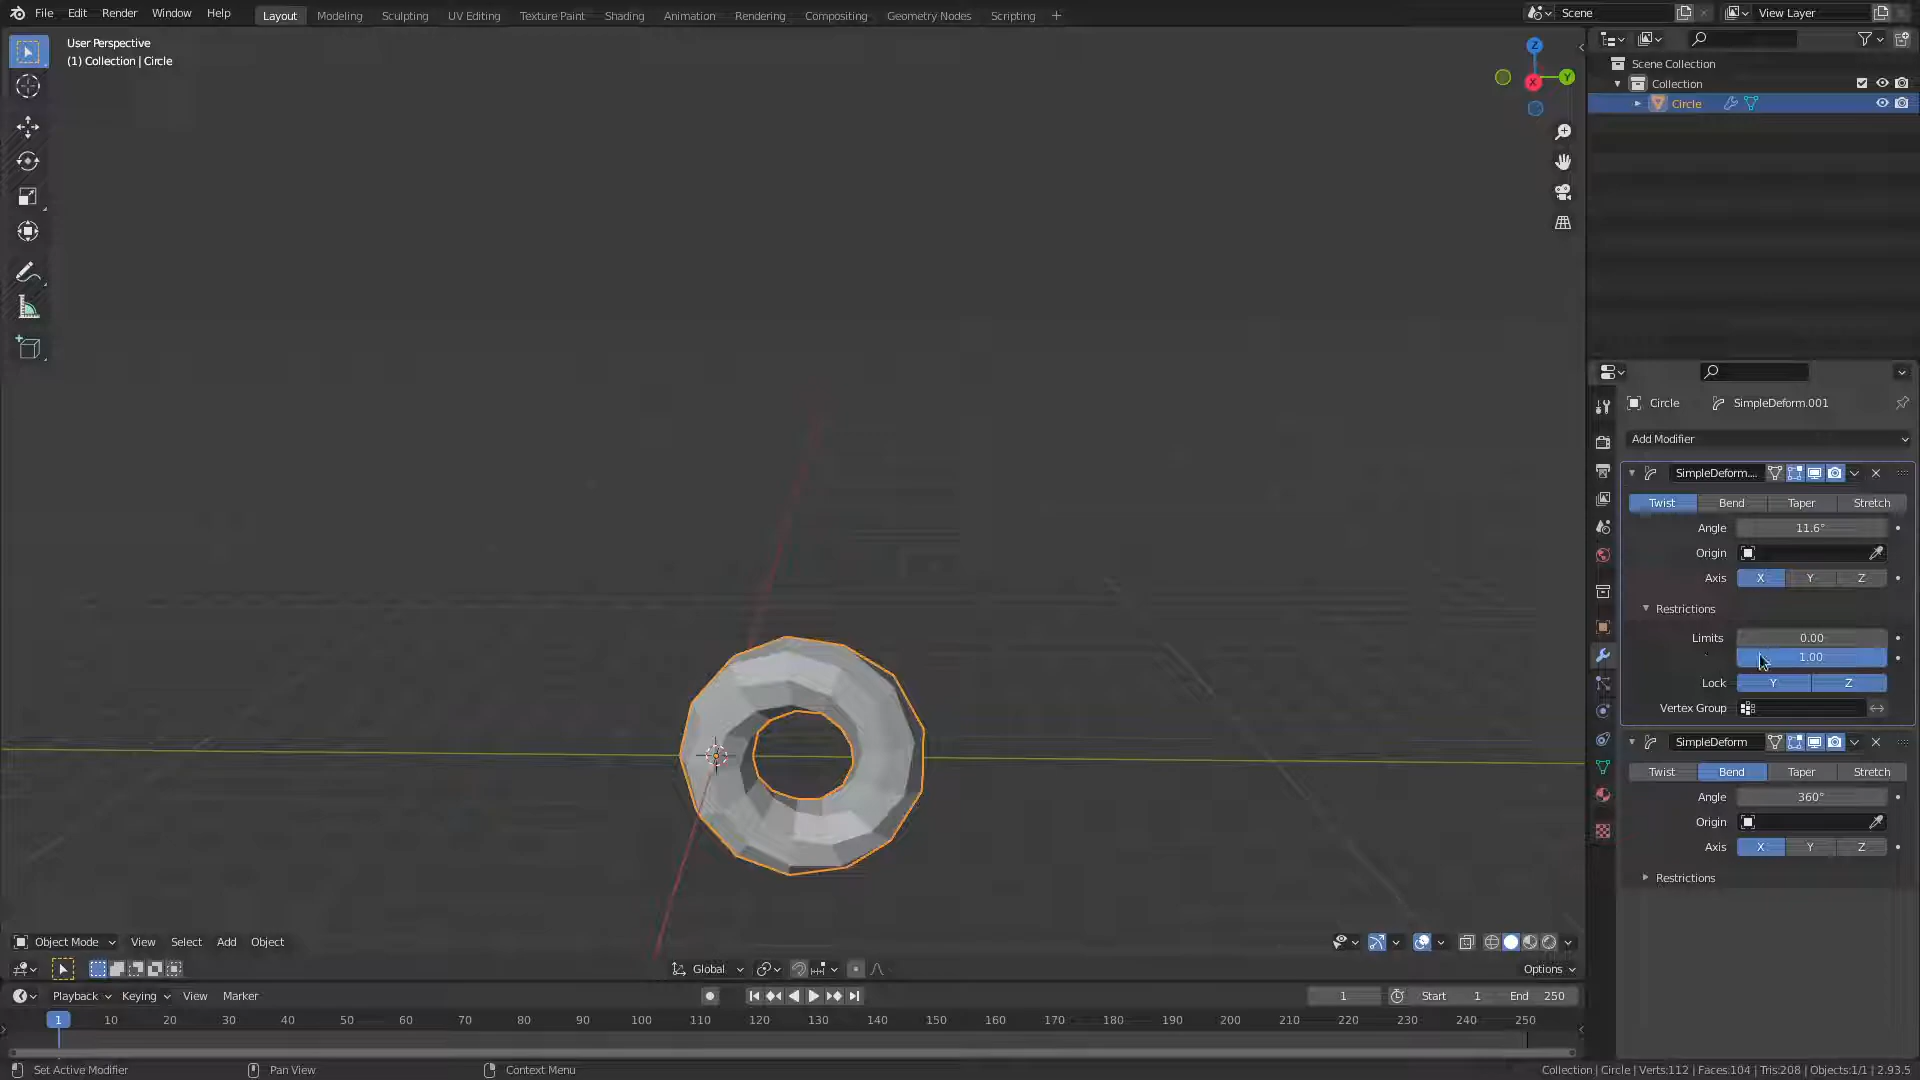 File Edit Render Window Help
Layout Modeling Sculpting UV Editing Texture Paint Shading Animation Rendering Compositing Geometry Nodes Scripting
Scene
View Layer
User Perspective
(1) Collection | Circle
Z
Y
X
Scene Collection
Collection
Circle
Circle SimpleDeform.001
Add Modifier
SimpleDeform....
Twist Bend Taper Stretch
Angle 11.6°
Origin
Axis X Y Z
Restrictions
Limits 0.00
1.00
Lock Y Z
Vertex Group
SimpleDeform
Twist Bend Taper Stretch
Angle 360°
Origin
Axis X Y Z
Restrictions
Object Mode View Select Add Object
Global
Options
Playback Keying View Marker
1 Start 1 End 250
1 10 20 30 40 50 60 70 80 90 100 110 120 130 140 150 160 170 180 190 200 210 220 230 240 250
Set Active Modifier Pan View Context Menu
Collection | Circle | Verts:112 | Faces:104 | Tris:208 | Objects:1/1 | 2.93.5